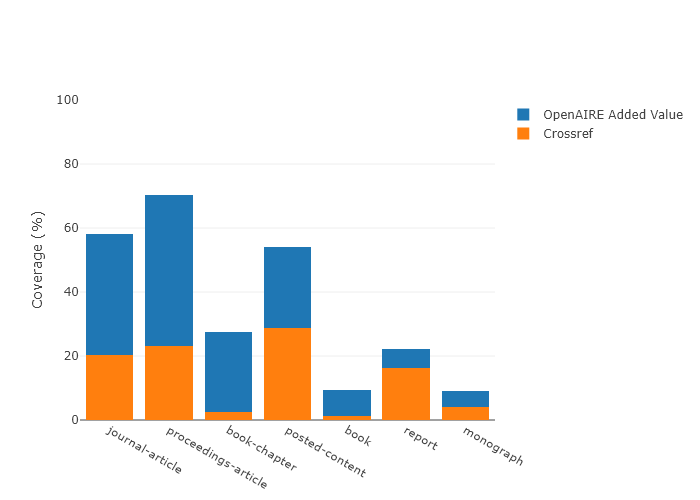 100
80
60
40
20
0
Coverage (%)
journal-article
proceedings-article
book-chapter
posted-content
book
report
monograph
OpenAIRE Added Value
Crossref